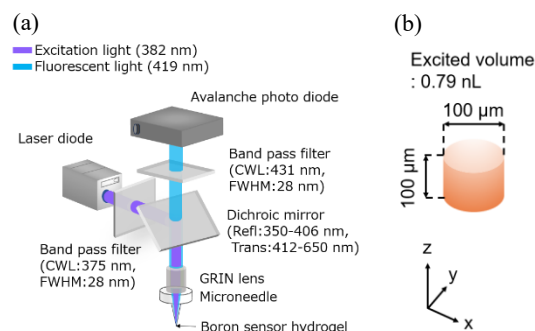 (a)
Excitation light (382 nm)
Fluorescent light (419 nm)
Avalanche photo diode
Laser diode
Band pass filter
(CWL:431 nm,
FWHM:28 nm)
Dichroic mirror
(Refl:350-406 nm,
Trans:412-650 nm)
Band pass filter
(CWL:375 nm,
FWHM:28 nm)
GRIN lens
Microneedle
Boron sensor hydrogel
(b)
Excited volume
: 0.79 nL
100 μm
100 μm
z
y
x